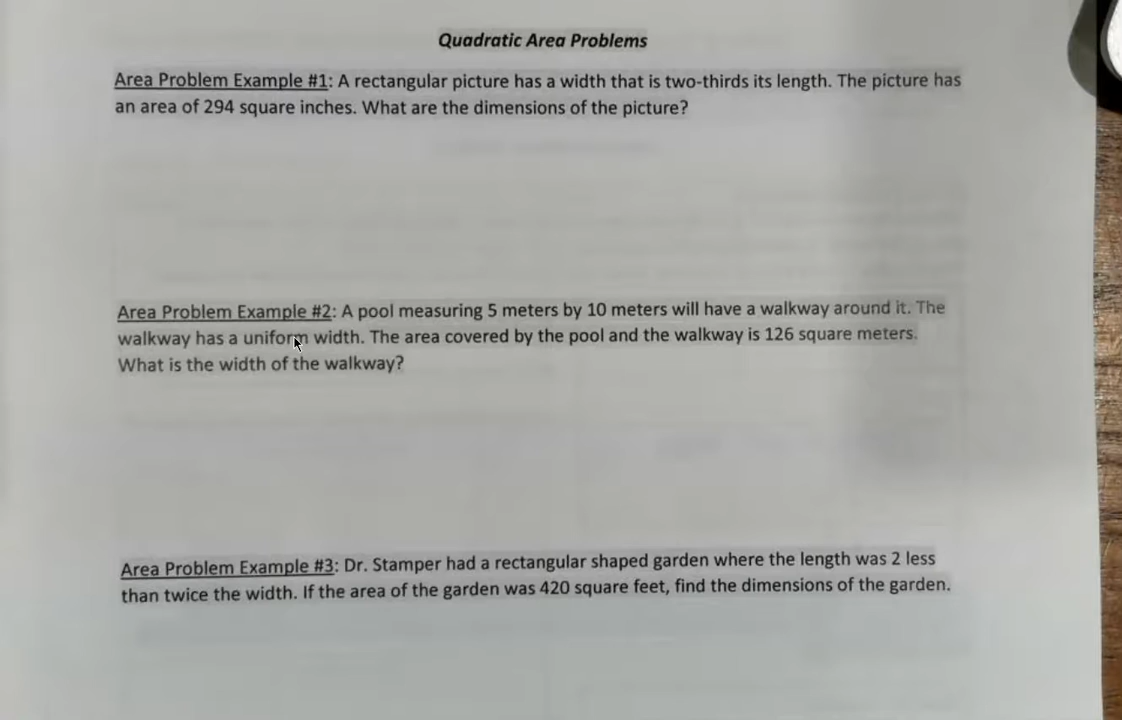 Quadratic Area Problems
Area Problem Example #1: A rectangular picture has a width that is two-thirds its length. The picture has
an area of 294 square inches. What are the dimensions of the picture?
Area Problem Example #2: A pool measuring 5 meters by 10 meters will have a walkway around it. The
walkway has a uniform width. The area covered by the pool and the walkway is 126 square meters.
What is the width of the walkway?
Area Problem Example #3: Dr. Stamper had a rectangular shaped garden where the length was 2 less
than twice the width. If the area of the garden was 420 square feet, find the dimensions of the garden.